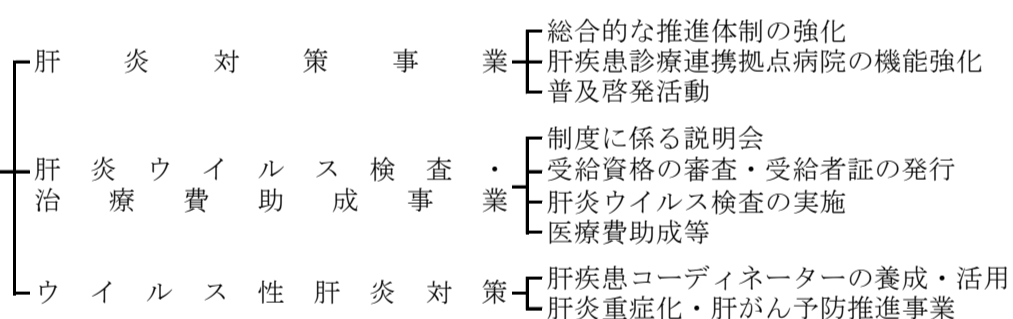 肝炎対策事業
総合的な推進体制の強化
肝疾患診療連携拠点病院の機能強化
普及啓発活動
肝炎ウイルス検査・
治療費助成事業
制度に係る説明会
受給資格の審査・受給者証の発行
肝炎ウイルス検査の実施
医療費助成等
ウイルス性肝炎対策
肝疾患コーディネーターの養成・活用
肝炎重症化・肝がん予防推進事業